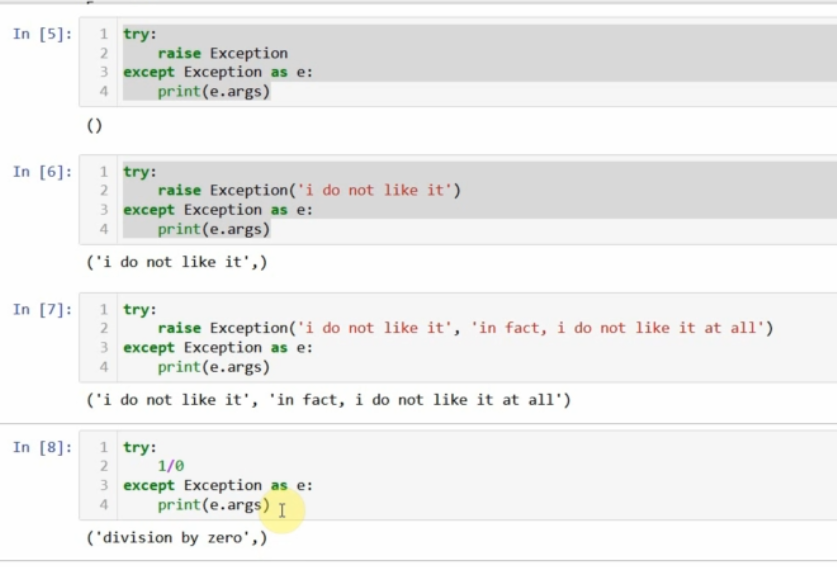 In [5]:
1 try:
2     raise Exception
3 except Exception as e:
4     print(e.args)
()
In [6]:
1 try:
2     raise Exception('i do not like it')
3 except Exception as e:
4     print(e.args)
('i do not like it',)
In [7]:
1 try:
2     raise Exception('i do not like it', 'in fact, i do not like it at all')
3 except Exception as e:
4     print(e.args)
('i do not like it', 'in fact, i do not like it at all')
In [8]:
1 try:
2     1/0
3 except Exception as e:
4     print(e.args)
('division by zero',)